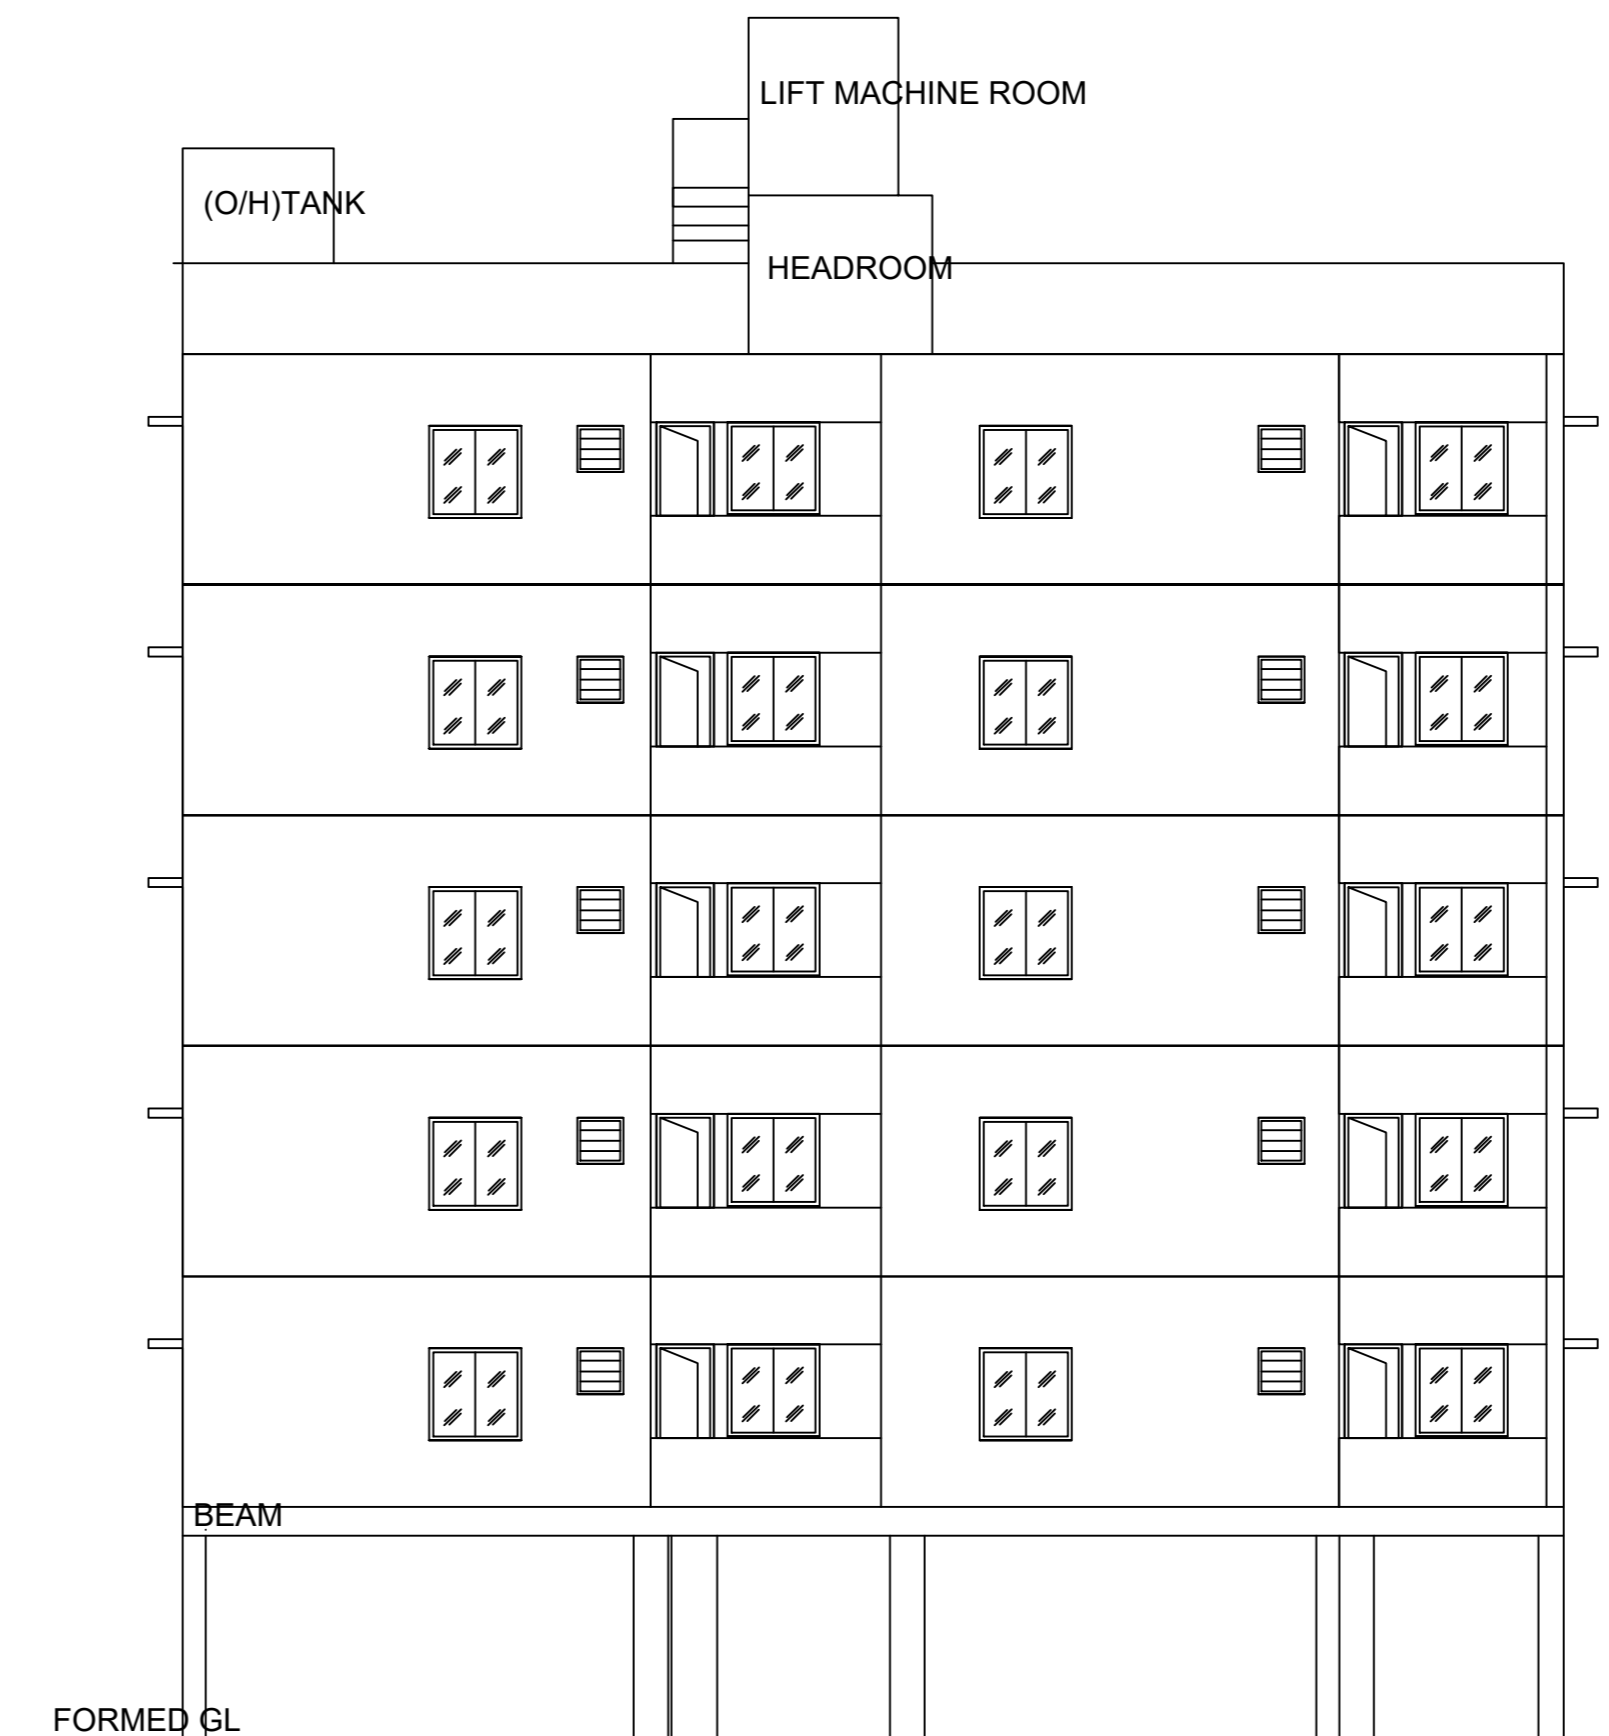 LIFT MACHINE ROOM
(O/H)TANK
HEADROOM
BEAM
FORMED GL